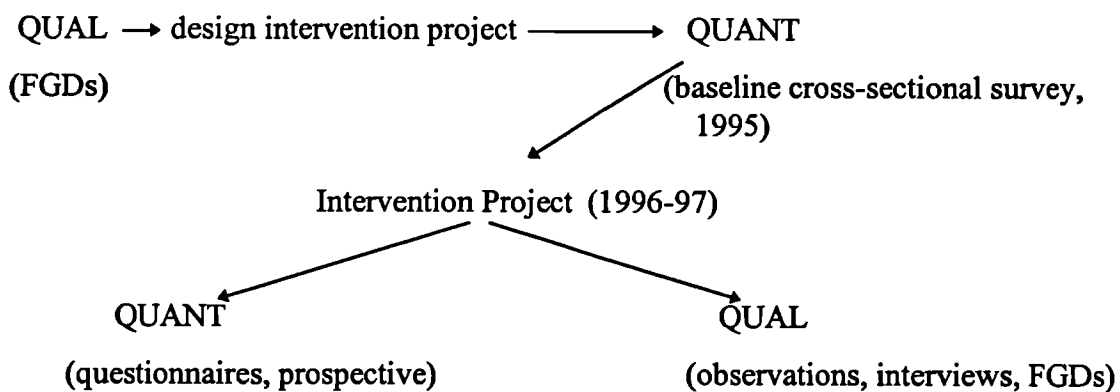 QUAL → design intervention project → QUANT
(FGDs)
(baseline cross-sectional survey,
1995)
Intervention Project (1996-97)
QUANT
QUAL
(questionnaires, prospective)
(observations, interviews, FGDs)